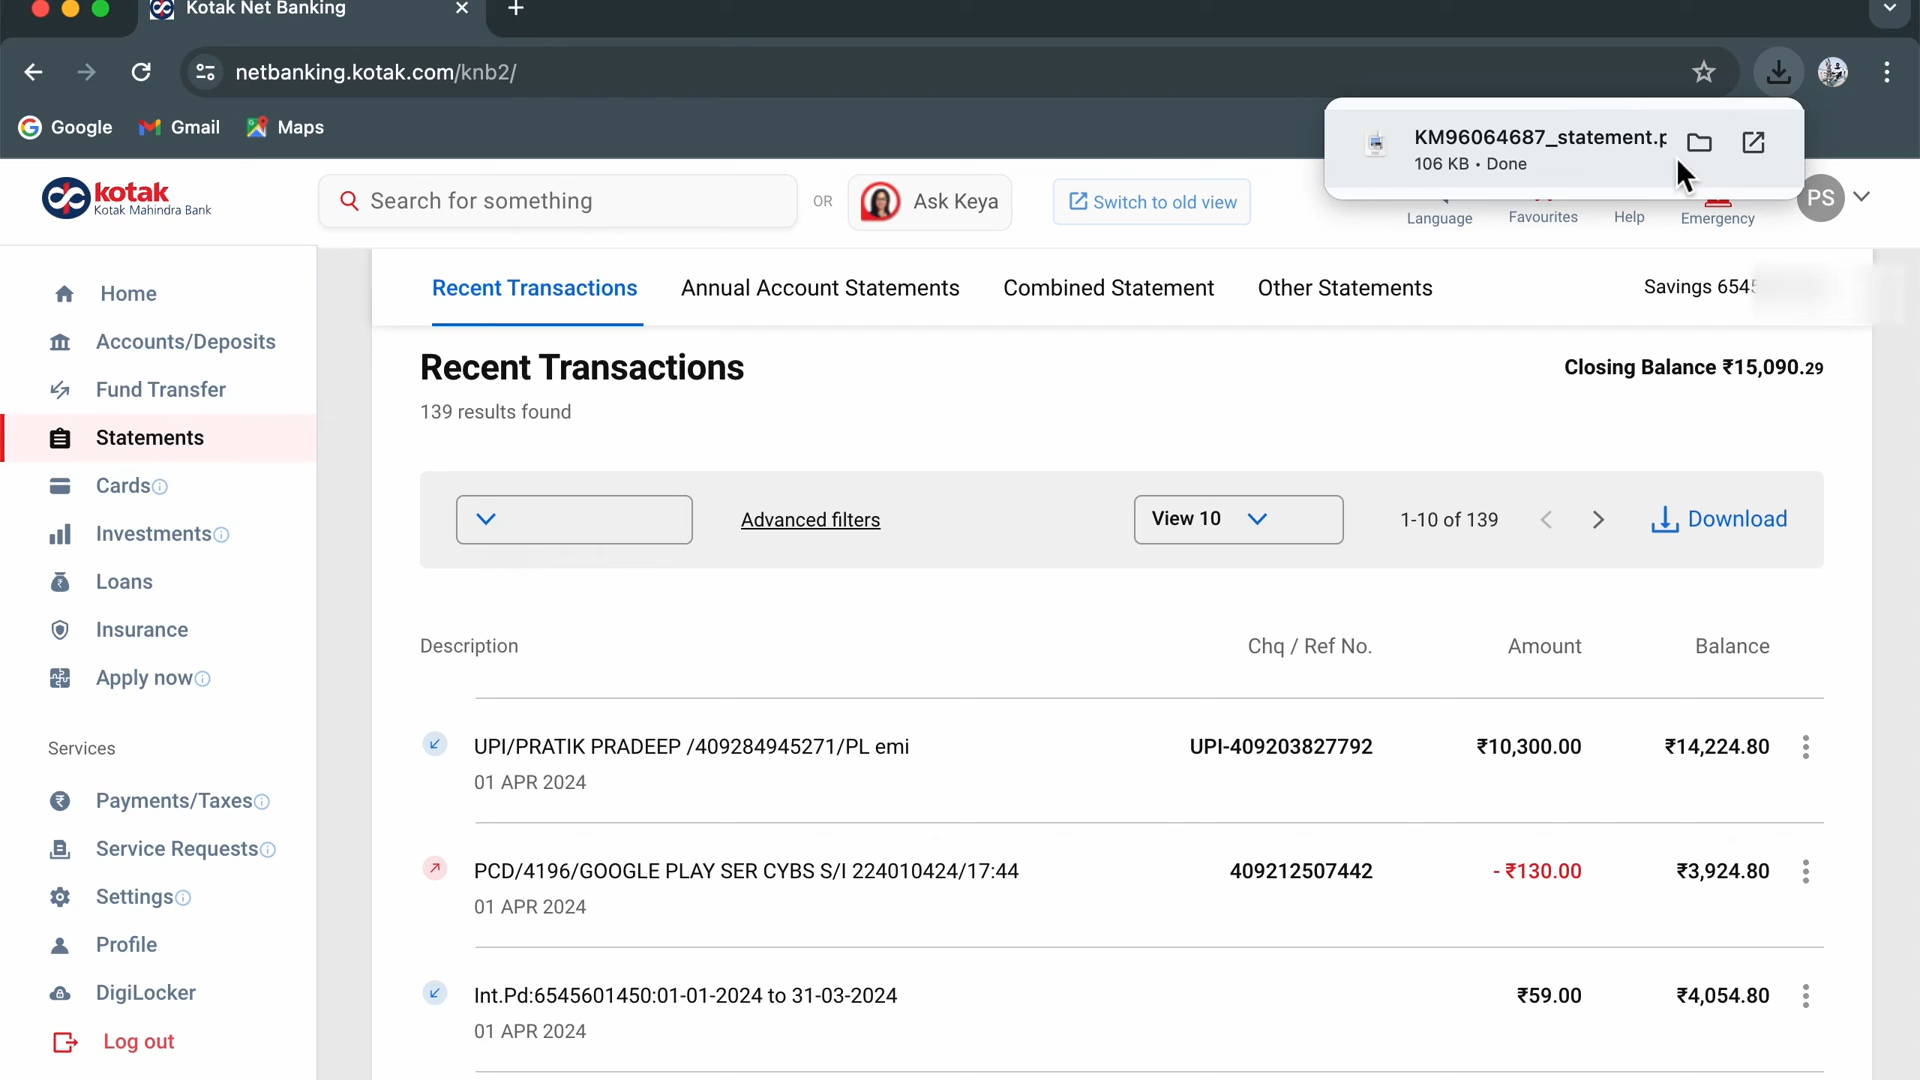 Kotak Net Banking
netbanking.kotak.com/knb2/
Google
Gmail
Maps
KM96064687_statement.p
106 KB • Done
kotak
Kotak Mahindra Bank
Search for something
OR
Ask Keya
Switch to old view
Language
Favourites
Help
Emergency
PS
Home
Accounts/Deposits
Fund Transfer
Statements
Cards
Investments
Loans
Insurance
Apply now
Services
Payments/Taxes
Service Requests
Settings
Profile
DigiLocker
Log out
Recent Transactions
Annual Account Statements
Combined Statement
Other Statements
Savings 654
Recent Transactions
Closing Balance ₹15,090.29
139 results found
Advanced filters
View 10
1-10 of 139
Download
Description Chq / Ref No. Amount Balance
UPI/PRATIK PRADEEP /409284945271/PL emi UPI-409203827792 ₹10,300.00 ₹14,224.80
01 APR 2024
PCD/4196/GOOGLE PLAY SER CYBS S/I 224010424/17:44 409212507442 - ₹130.00 ₹3,924.80
01 APR 2024
Int.Pd:6545601450:01-01-2024 to 31-03-2024 ₹59.00 ₹4,054.80
01 APR 2024